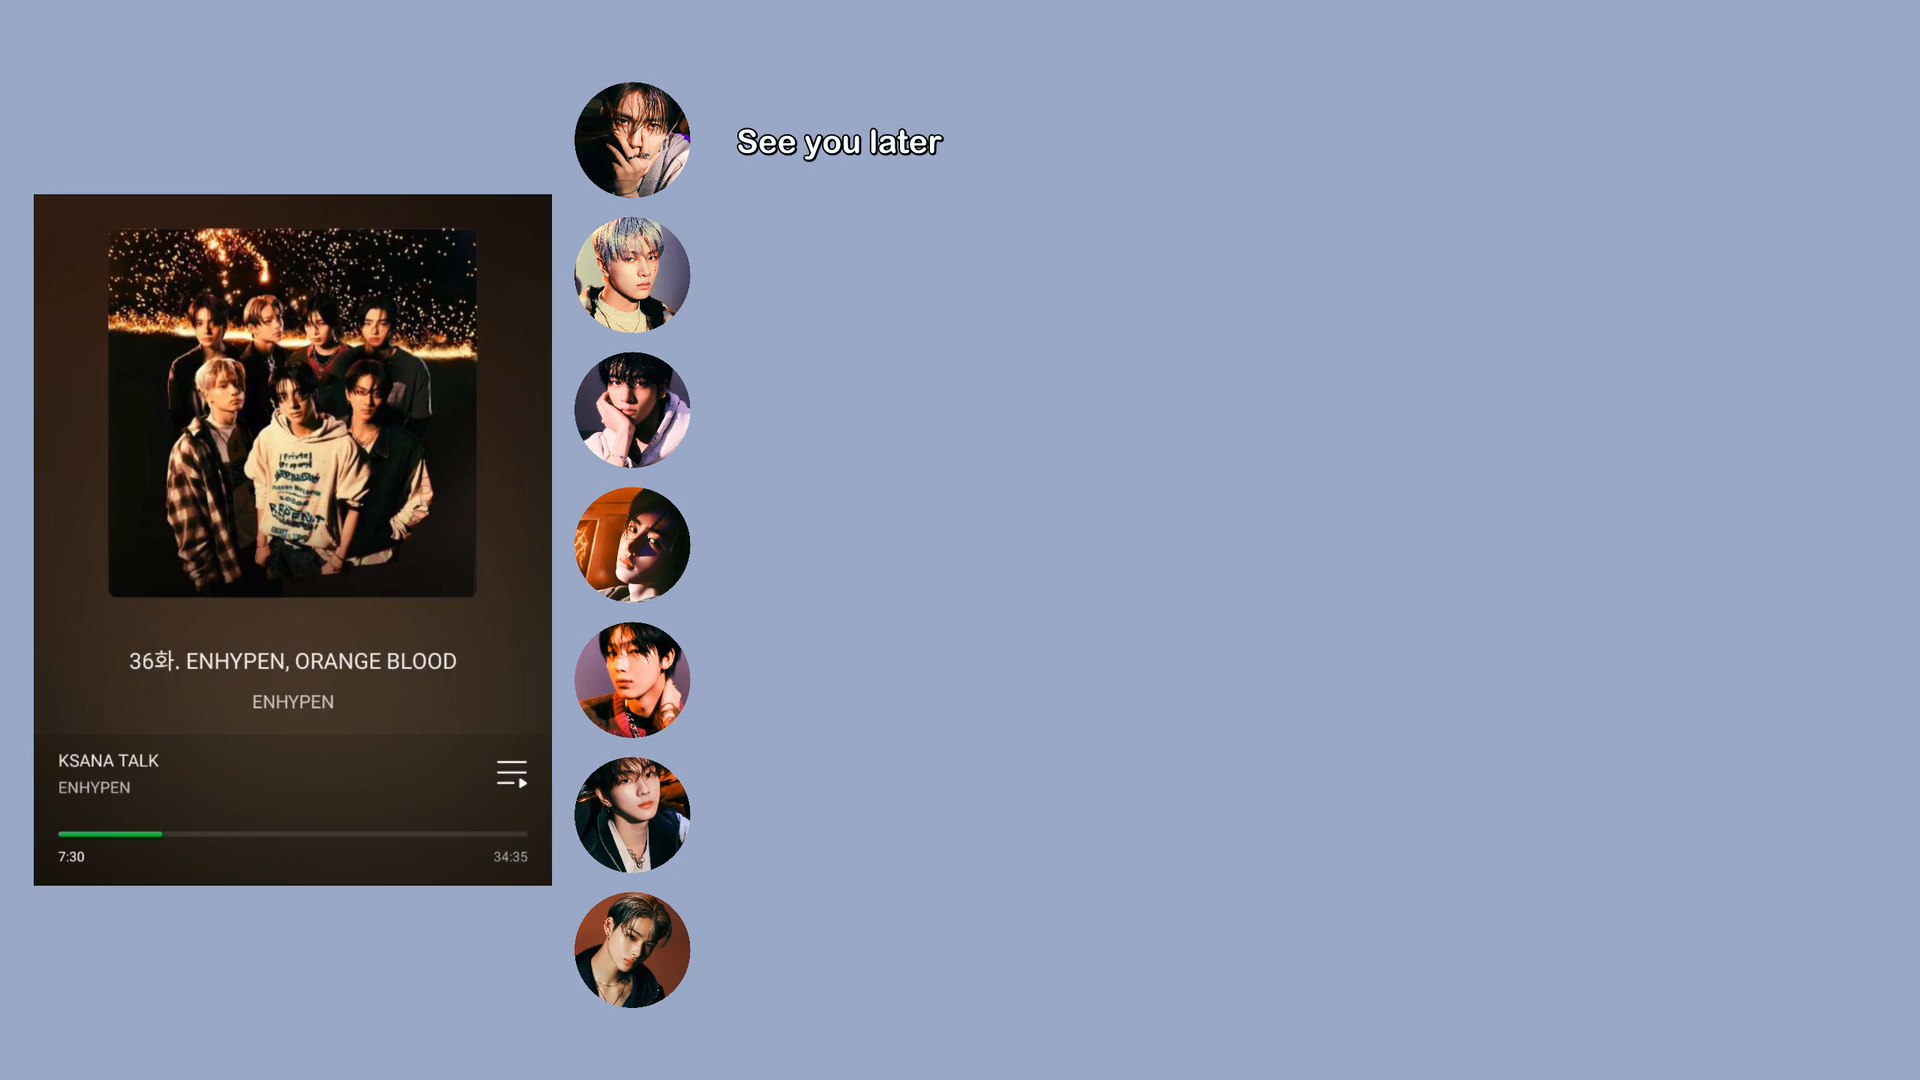 See you later
36화. ENHYPEN, ORANGE BLOOD
ENHYPEN
KSANA TALK
ENHYPEN
7:30
34:35